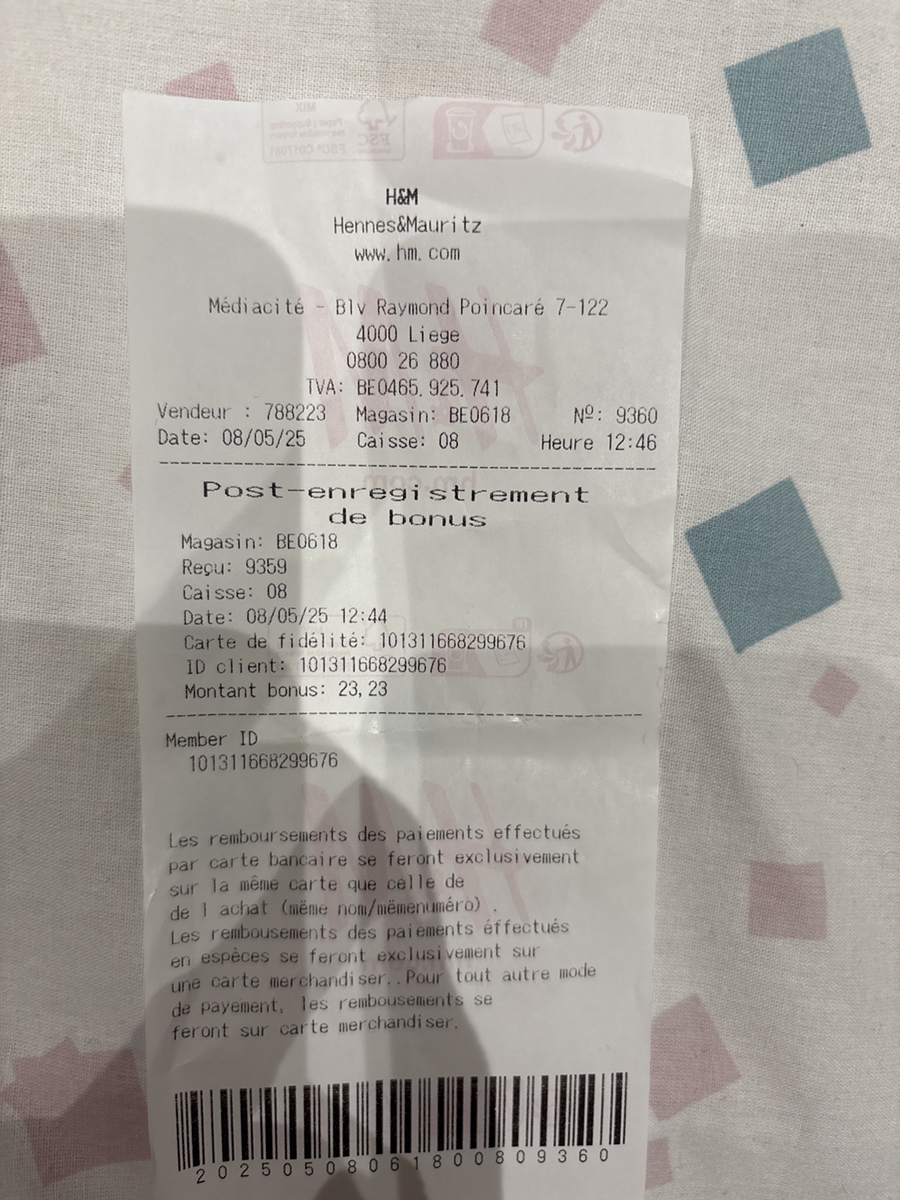 H&M
Hennes&Mauritz
www.hm.com
Médiacité - Blv Raymond Poincaré 7-122
4000 Liege
0800 26 880
TVA: BE0465.925.741
Vendeur : 788223 Magasin: BE0618 Nº: 9360
Date: 08/05/25 Caisse: 08 Heure 12:46
Post-enregistrement
de bonus
Magasin: BE0618
Reçu: 9359
Caisse: 08
Date: 08/05/25 12:44
Carte de fidélité: 101311668299676
ID client: 101311668299676
Montant bonus: 23,23
Member ID
101311668299676
Les remboursements des paiements effectués
par carte bancaire se feront exclusivement
sur la même carte que celle de
de l achat (même nom/mêmenuméro) .
Les rembousements des paiements éffectués
en espèces se feront exclusivement sur
une carte merchandiser..Pour tout autre mode
de payement, les rembousements se
feront sur carte merchandiser.
2025050806180080 9360